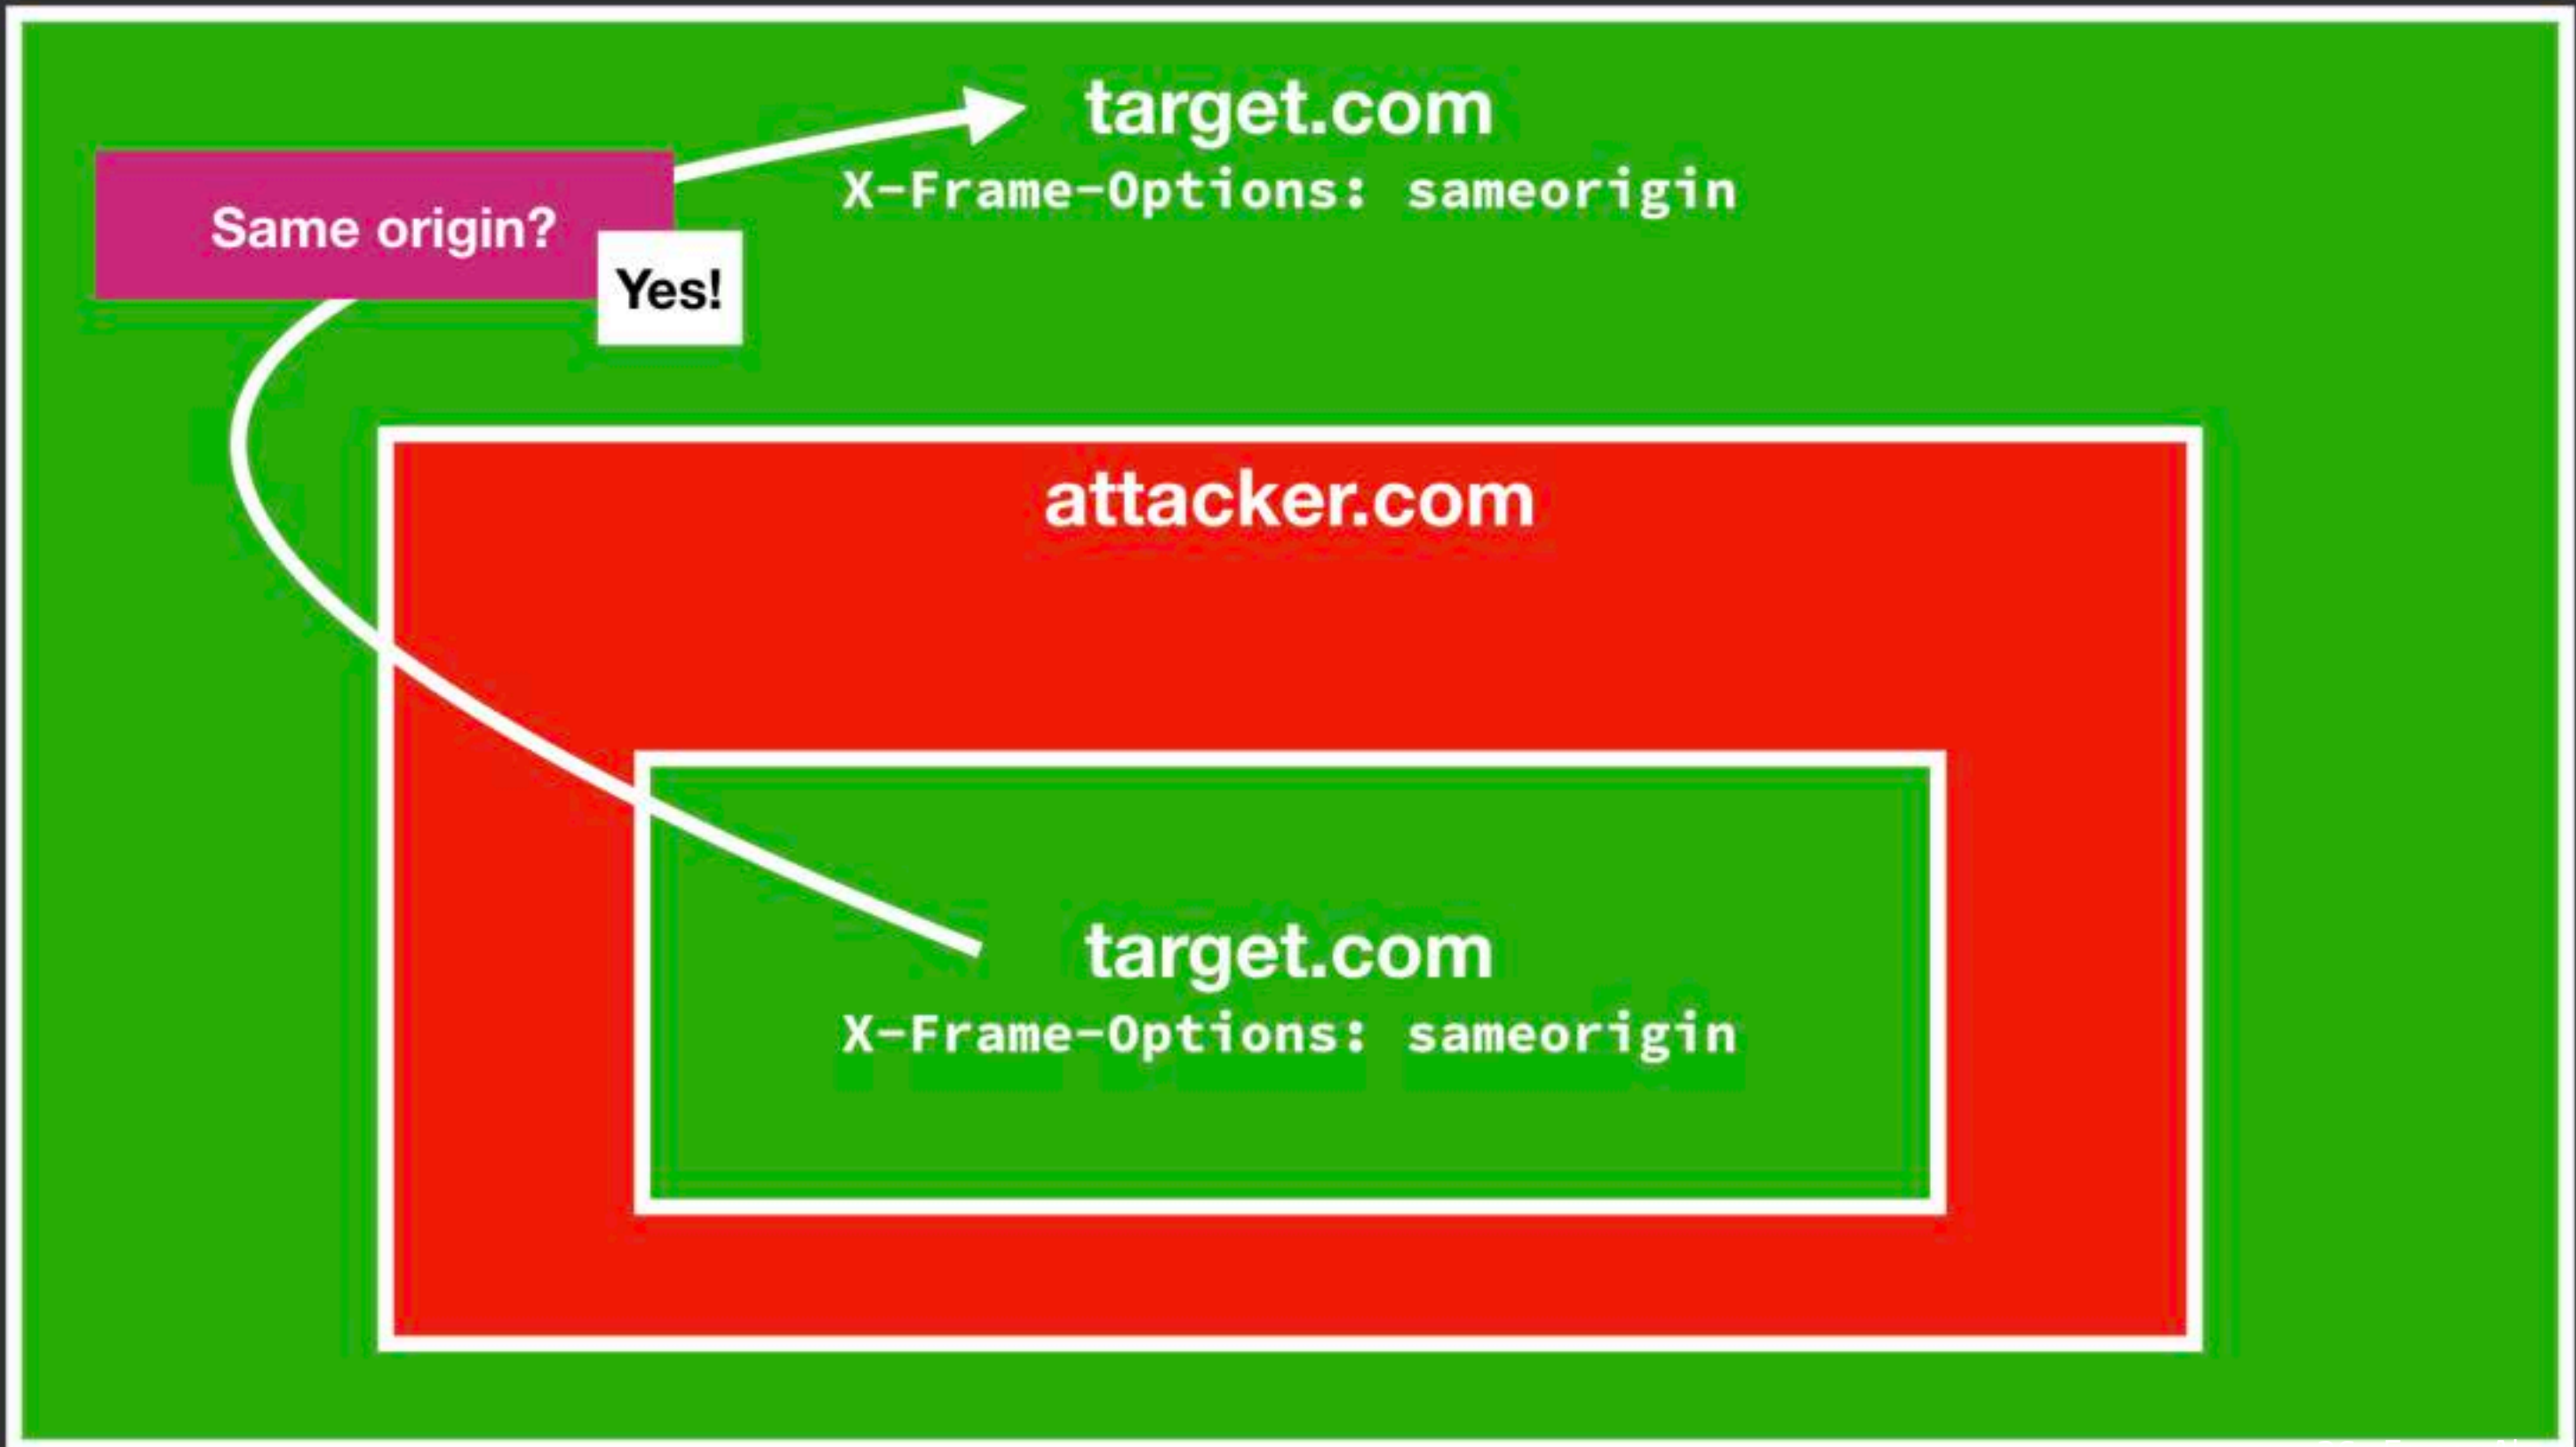 target.com
X-Frame-Options: sameorigin
Same origin?
Yes!
attacker.com
target.com
X-Frame-Options: sameorigin